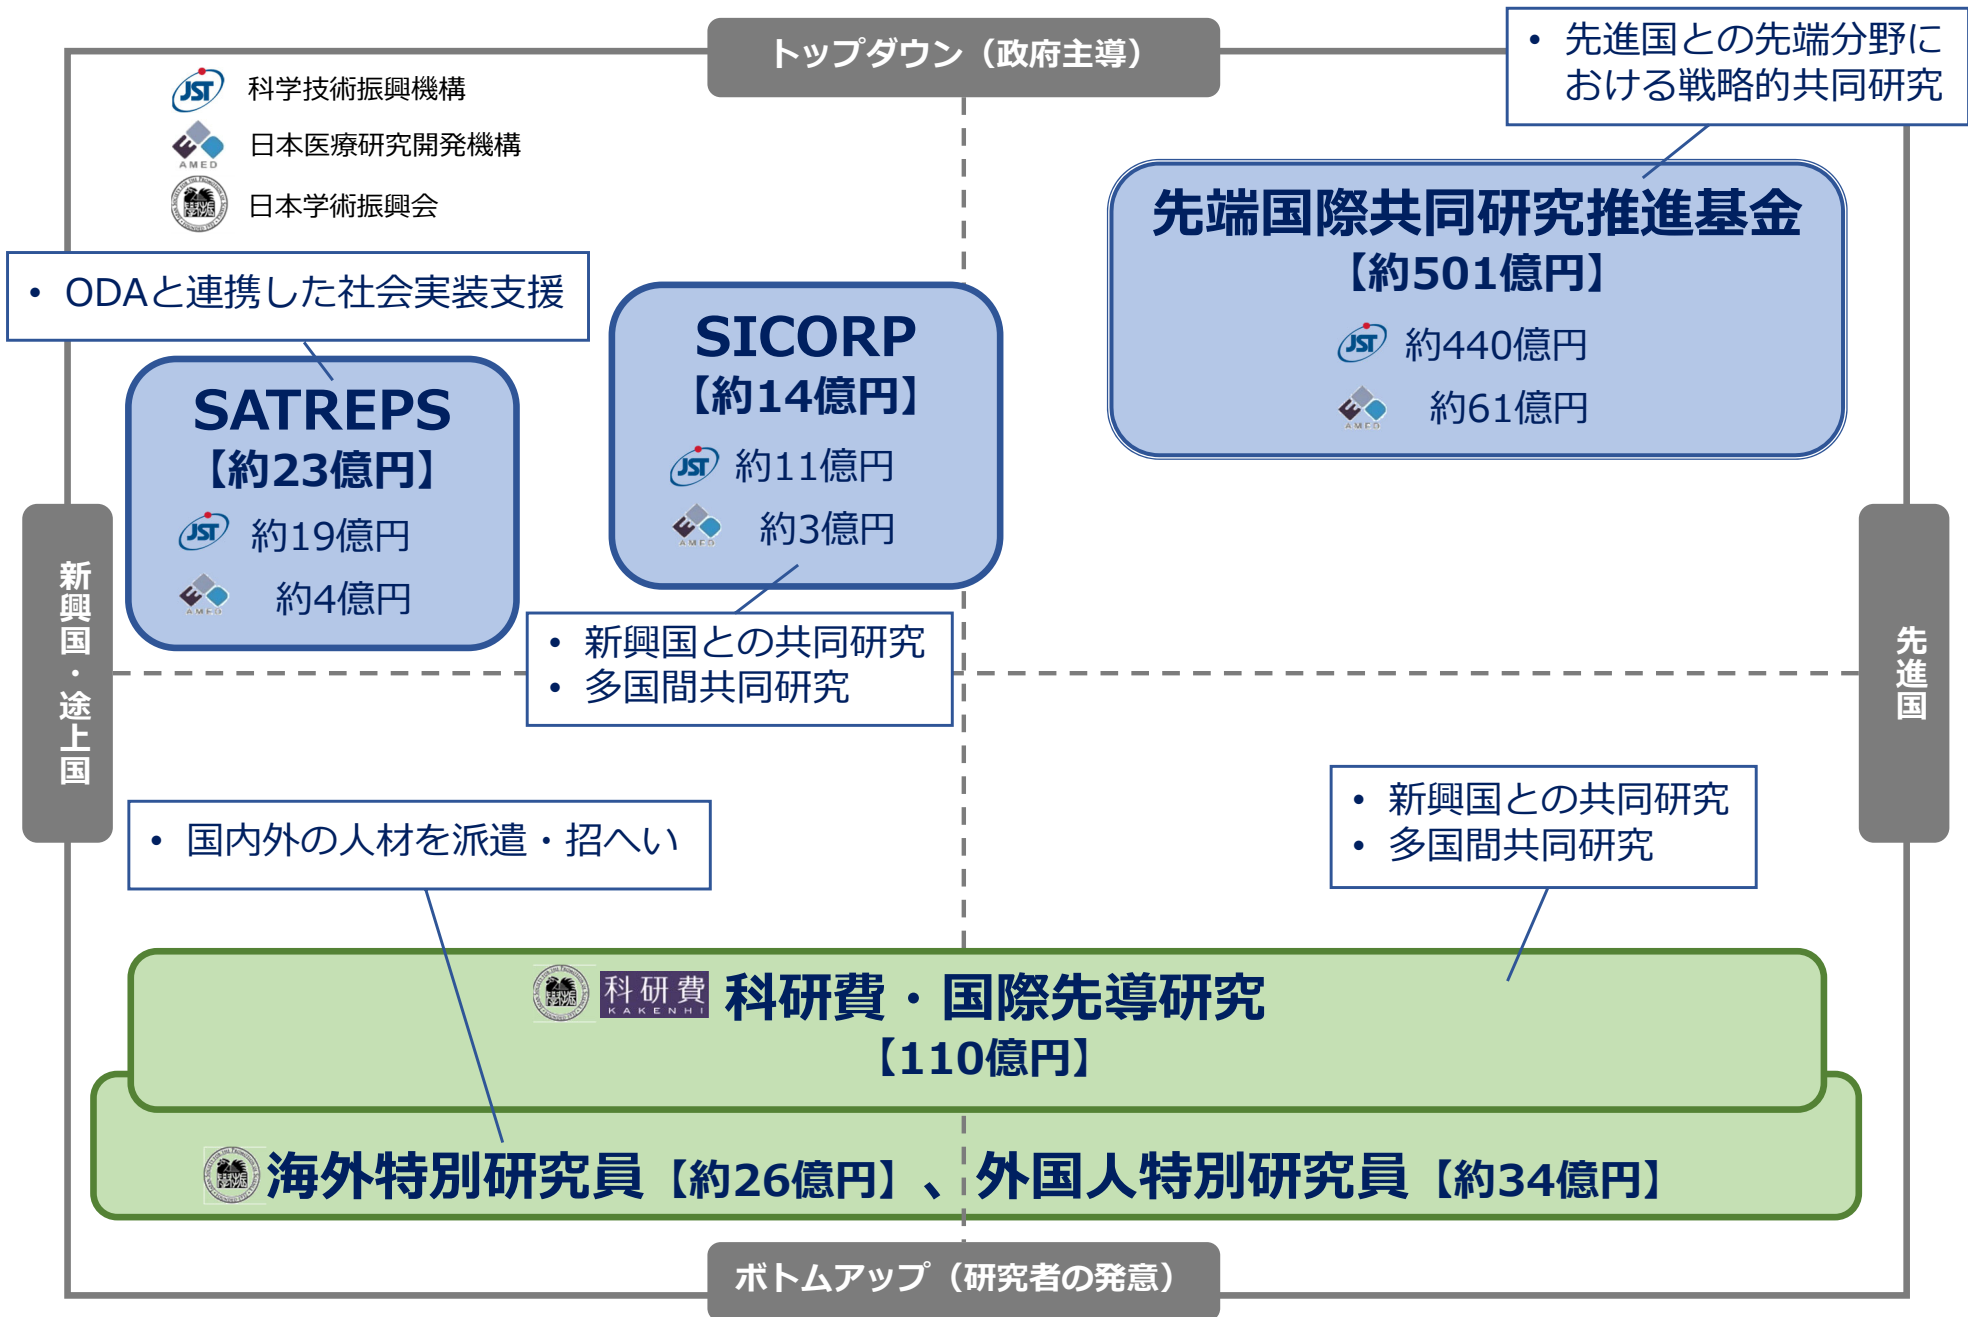 トップダウン（政府主導）
• 先進国との先端分野に
おける戦略的共同研究
JST 科学技術振興機構
AMED 日本医療研究開発機構
日本学術振興会
先端国際共同研究推進基金
【約501億円】
JST 約440億円
AMED 約61億円
• ODAと連携した社会実装支援
SICORP
【約14億円】
JST 約11億円
AMED 約3億円
SATREPS
【約23億円】
JST 約19億円
AMED 約4億円
• 新興国との共同研究
• 多国間共同研究
新興国・途上国
先進国
• 国内外の人材を派遣・招へい
• 新興国との共同研究
• 多国間共同研究
科研費 KAKENHI 科研費・国際先導研究
【110億円】
海外特別研究員【約26億円】、外国人特別研究員【約34億円】
ボトムアップ（研究者の発意）